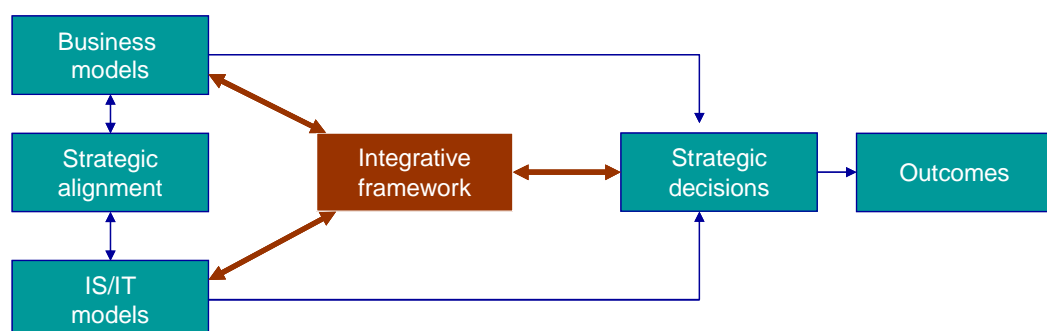 Business
models
Strategic
alignment
IS/IT
models
Integrative
framework
Strategic
decisions
Outcomes